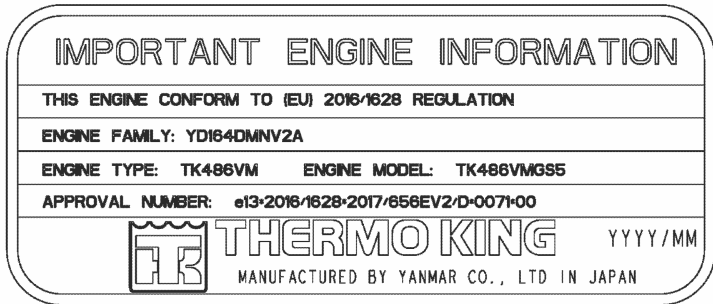 IMPORTANT ENGINE INFORMATION
THIS ENGINE CONFORM TO (EU) 2016/1628 REGULATION
ENGINE FAMILY: YD164DMNV2A
ENGINE TYPE: TK486VM ENGINE MODEL: TK486VMGS5
APPROVAL NUMBER: e13*2016/1628*2017/656EV2/D*0071*00
TK THERMO KING YYYY/MM
MANUFACTURED BY YANMAR CO., LTD IN JAPAN